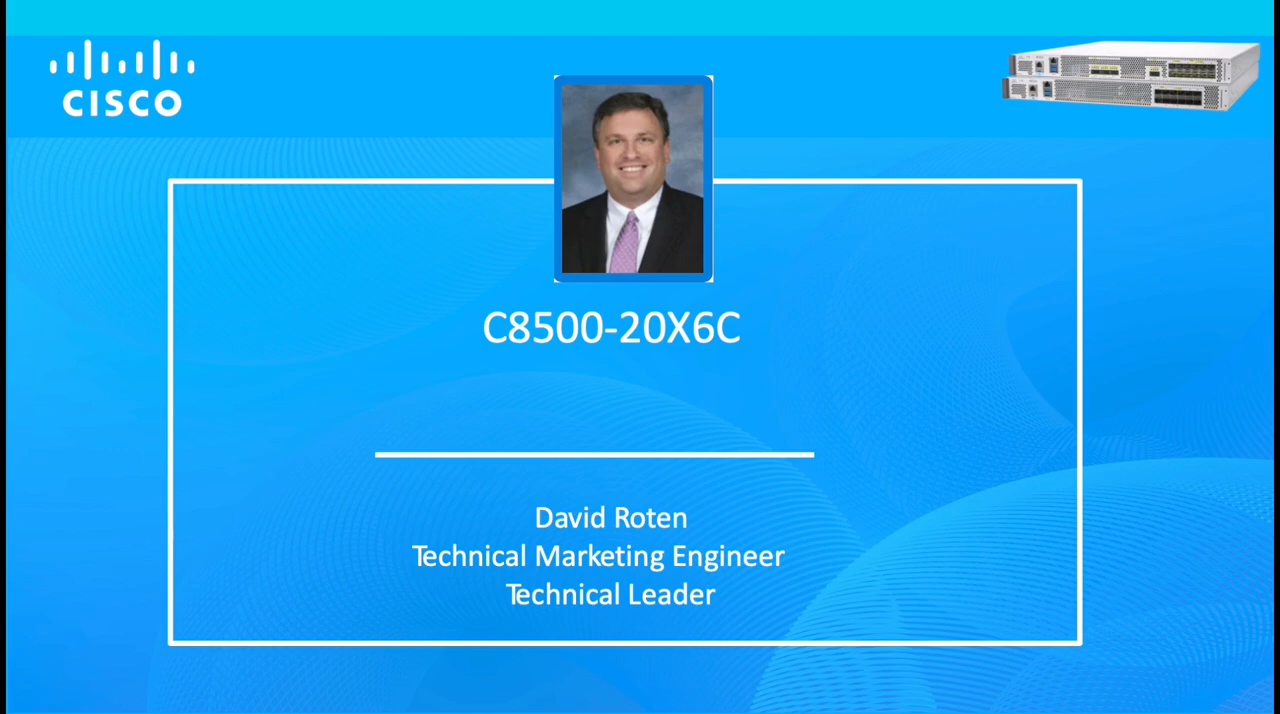 CISCO
C8500-20X6C
David Roten
Technical Marketing Engineer
Technical Leader